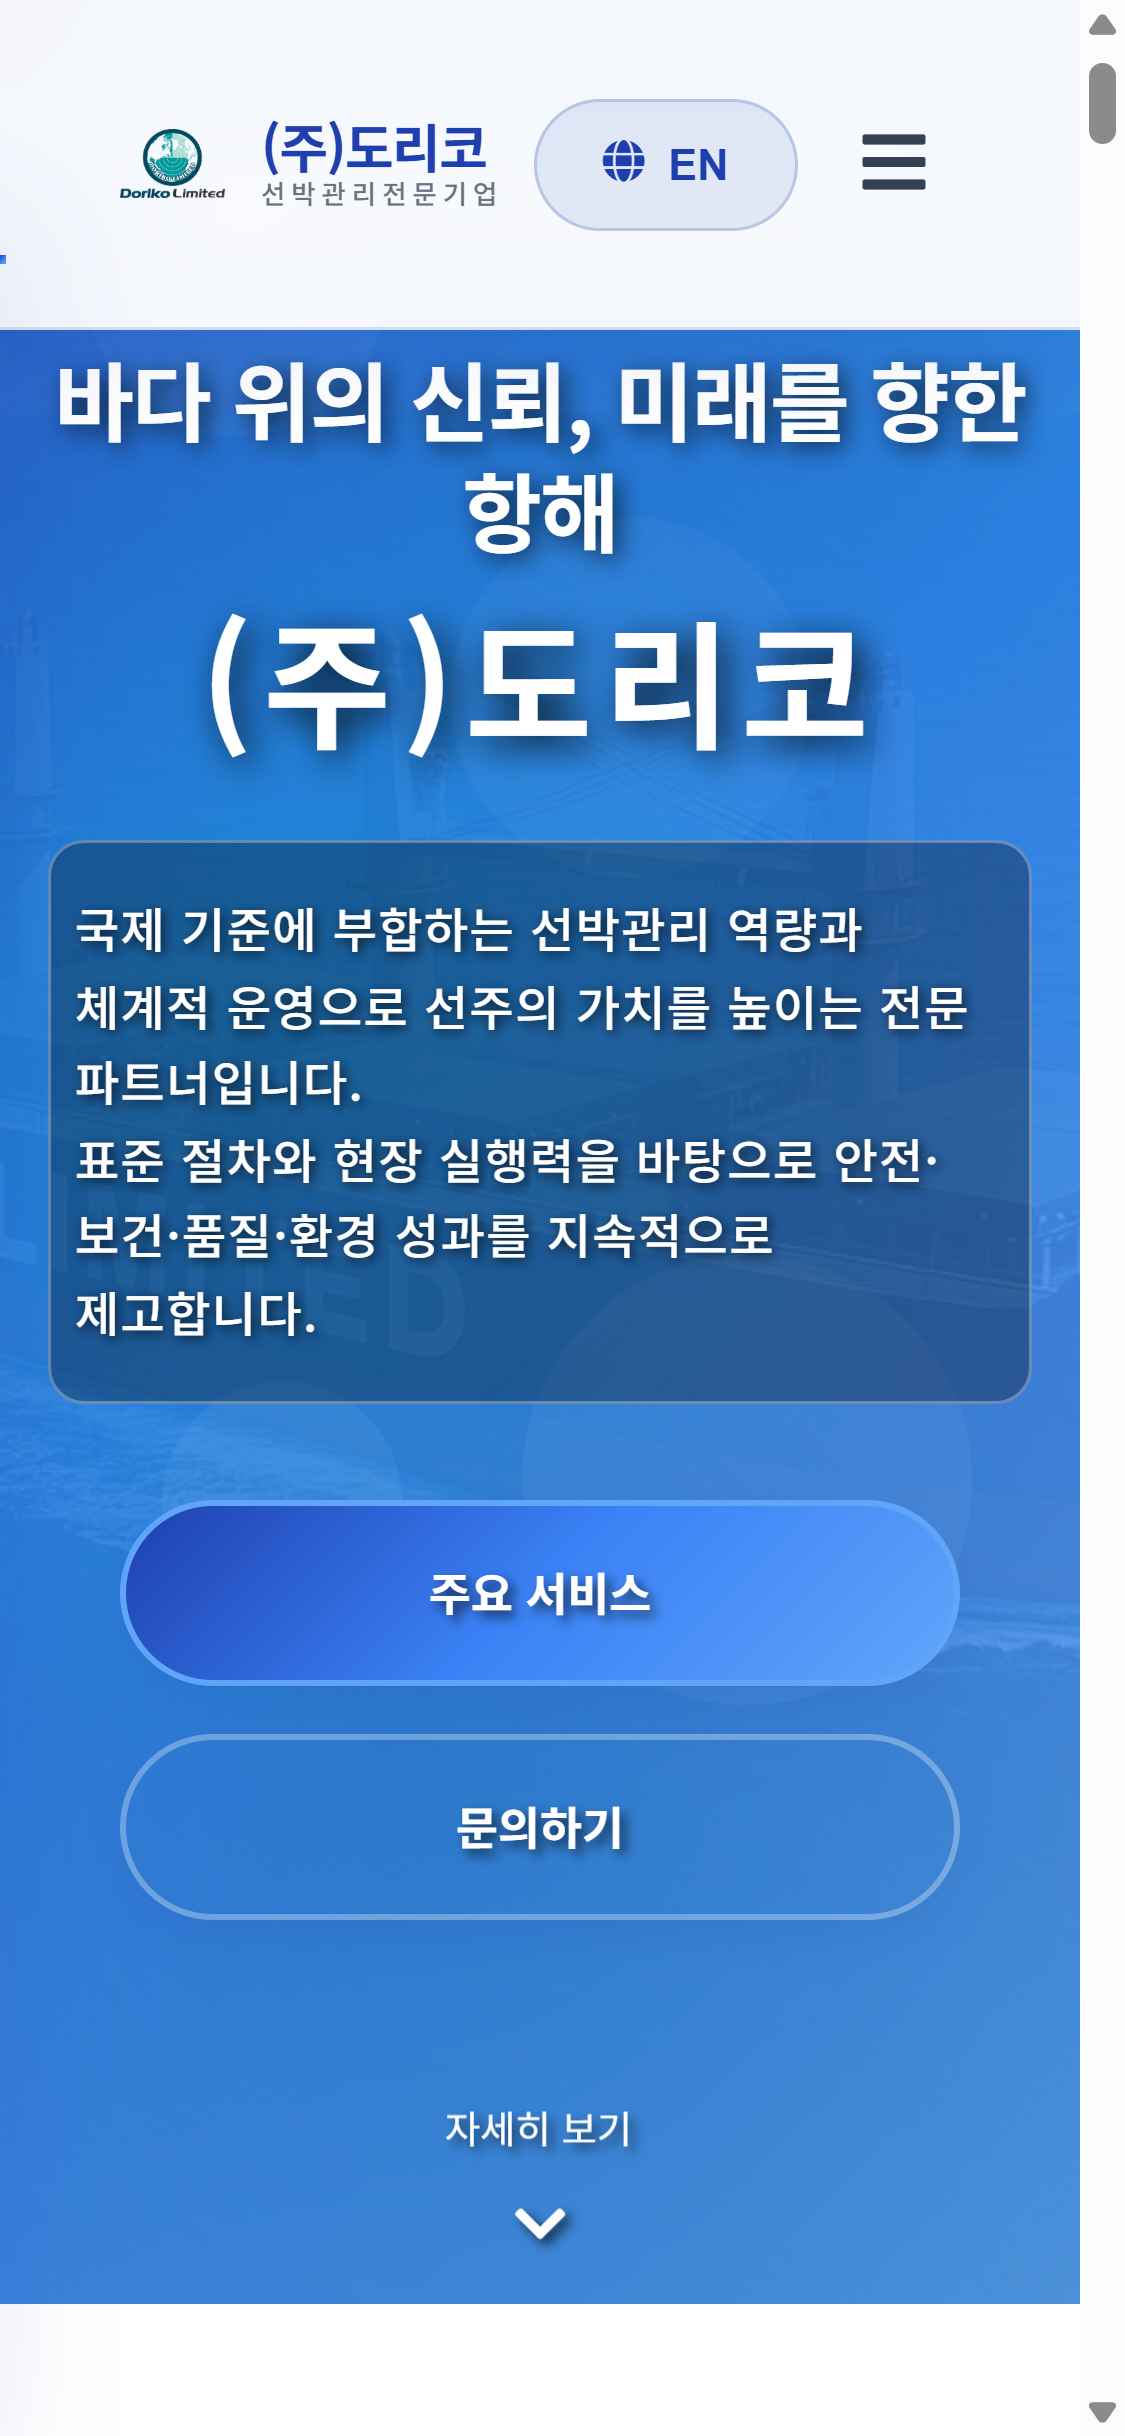 (주)도리코
선박관리전문기업
Doriko Limited
EN
바다 위의 신뢰, 미래를 향한
항해
(주)도리코
국제 기준에 부합하는 선박관리 역량과
체계적 운영으로 선주의 가치를 높이는 전문
파트너입니다.
표준 절차와 현장 실행력을 바탕으로 안전·
보건·품질·환경 성과를 지속적으로
제고합니다.
LIMITED
주요 서비스
문의하기
자세히 보기